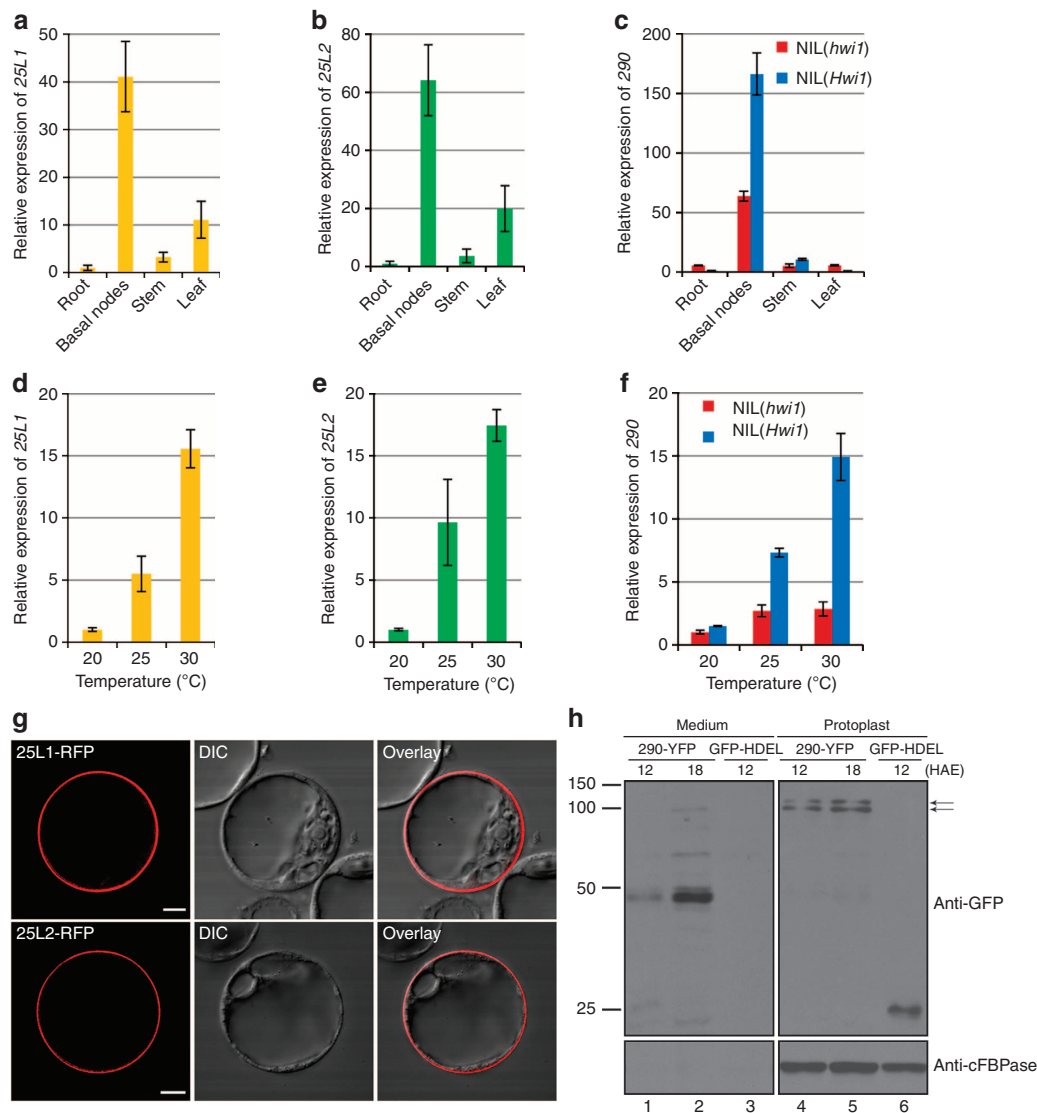 a
Relative expression of 25L1
50
40
30
20
10
0
Root
Basal nodes
Stem
Leaf
b
Relative expression of 25L2
80
60
40
20
0
Root
Basal nodes
Stem
Leaf
c
Relative expression of 290
200
150
100
50
0
NIL(hwi1)
NIL(Hwi1)
Root
Basal nodes
Stem
Leaf
d
Relative expression of 25L1
20
15
10
5
0
20 25 30
Temperature (°C)
e
Relative expression of 25L2
20
15
10
5
0
20 25 30
Temperature (°C)
f
Relative expression of 290
20
15
10
5
0
NIL(hwi1)
NIL(Hwi1)
20 25 30
Temperature (°C)
g
25L1-RFP DIC Overlay
25L2-RFP DIC Overlay
h
Medium Protoplast
290-YFP GFP-HDEL 290-YFP GFP-HDEL
12 18 12 12 18 12 (HAE)
150
100
50
25
Anti-GFP
Anti-cFBPase
1 2 3 4 5 6